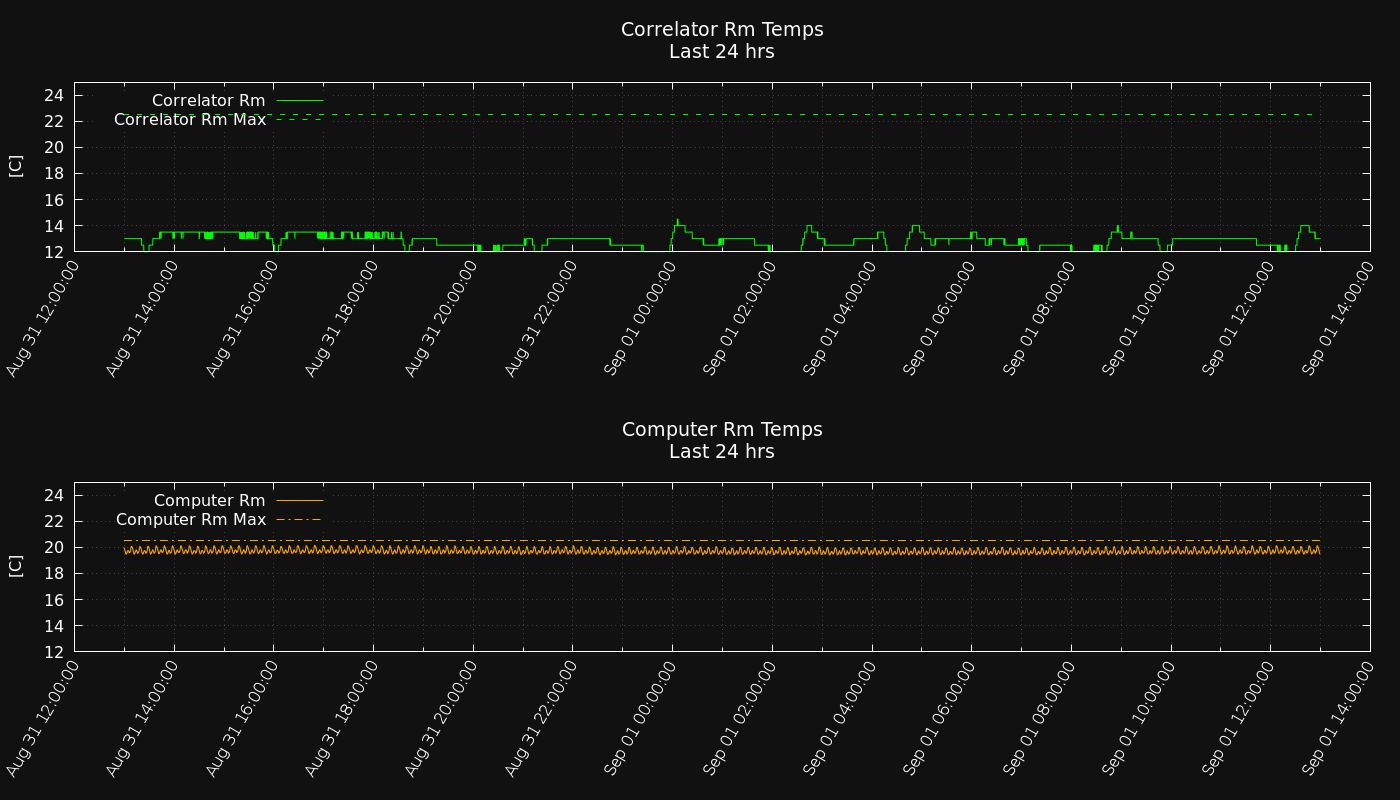 Correlator Rm Temps
Last 24 hrs
Correlator Rm
Correlator Rm Max
24
22
20
18
16
14
12
[C]
Aug 31 12:00:00
Aug 31 14:00:00
Aug 31 16:00:00
Aug 31 18:00:00
Aug 31 20:00:00
Aug 31 22:00:00
Sep 01 00:00:00
Sep 01 02:00:00
Sep 01 04:00:00
Sep 01 06:00:00
Sep 01 08:00:00
Sep 01 10:00:00
Sep 01 12:00:00
Sep 01 14:00:00
Computer Rm Temps
Last 24 hrs
Computer Rm
Computer Rm Max
24
22
20
18
16
14
12
[C]
Aug 31 12:00:00
Aug 31 14:00:00
Aug 31 16:00:00
Aug 31 18:00:00
Aug 31 20:00:00
Aug 31 22:00:00
Sep 01 00:00:00
Sep 01 02:00:00
Sep 01 04:00:00
Sep 01 06:00:00
Sep 01 08:00:00
Sep 01 10:00:00
Sep 01 12:00:00
Sep 01 14:00:00